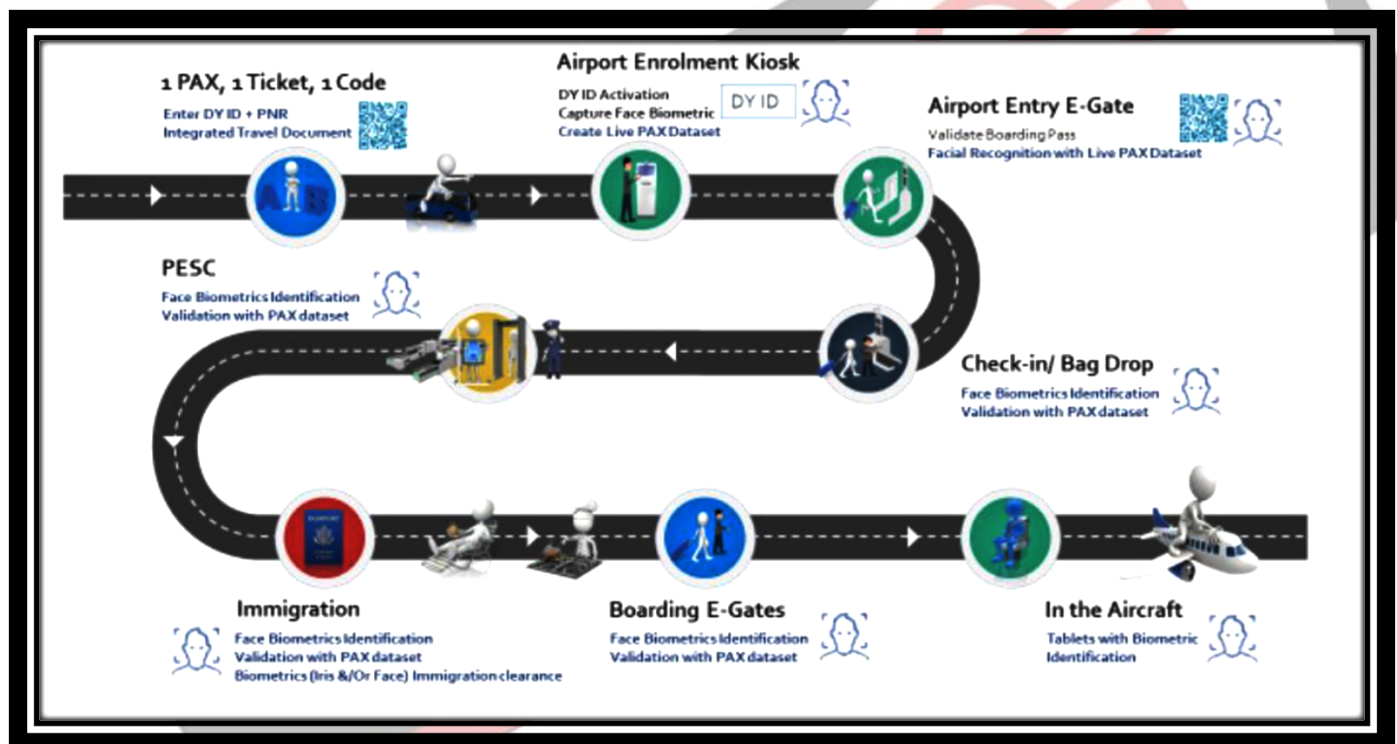 1 PAX, 1 Ticket, 1 Code
Enter DY ID + PNR
Integrated Travel Document
Airport Enrolment Kiosk
DY ID Activation
Capture Face Biometric
Create Live PAX Dataset
DY ID
Airport Entry E-Gate
Validate Boarding Pass
Facial Recognition with Live PAX Dataset
A B
PESC
Face Biometrics Identification
Validation with PAX dataset
Check-in/ Bag Drop
Face Biometrics Identification
Validation with PAX dataset
Immigration
Face Biometrics Identification
Validation with PAX dataset
Biometrics (Iris &/Or Face) Immigration clearance
Boarding E-Gates
Face Biometrics Identification
Validation with PAX dataset
In the Aircraft
Tablets with Biometric
Identification